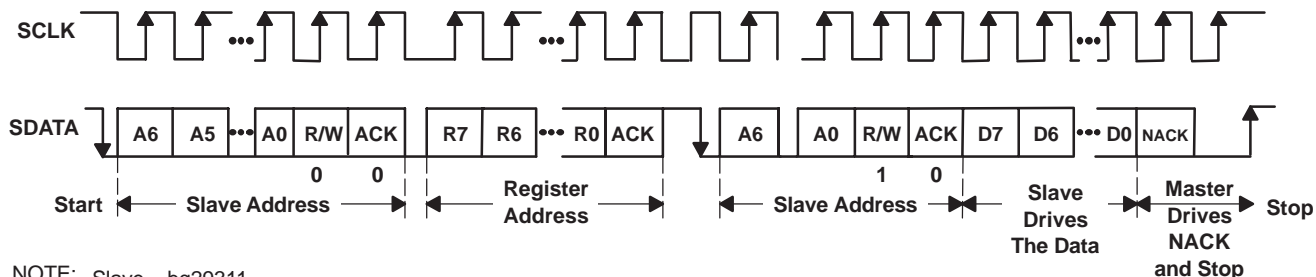 SCLK
SDATA A6 A5 A0 R/W ACK R7 R6 R0 ACK A6 A0 R/W ACK D7 D6 D0 NACK
0 0 1 0
Start Slave Address Register Address Slave Address Slave Drives The Data Master Drives NACK and Stop Stop
NOTE: Slave = bq29311